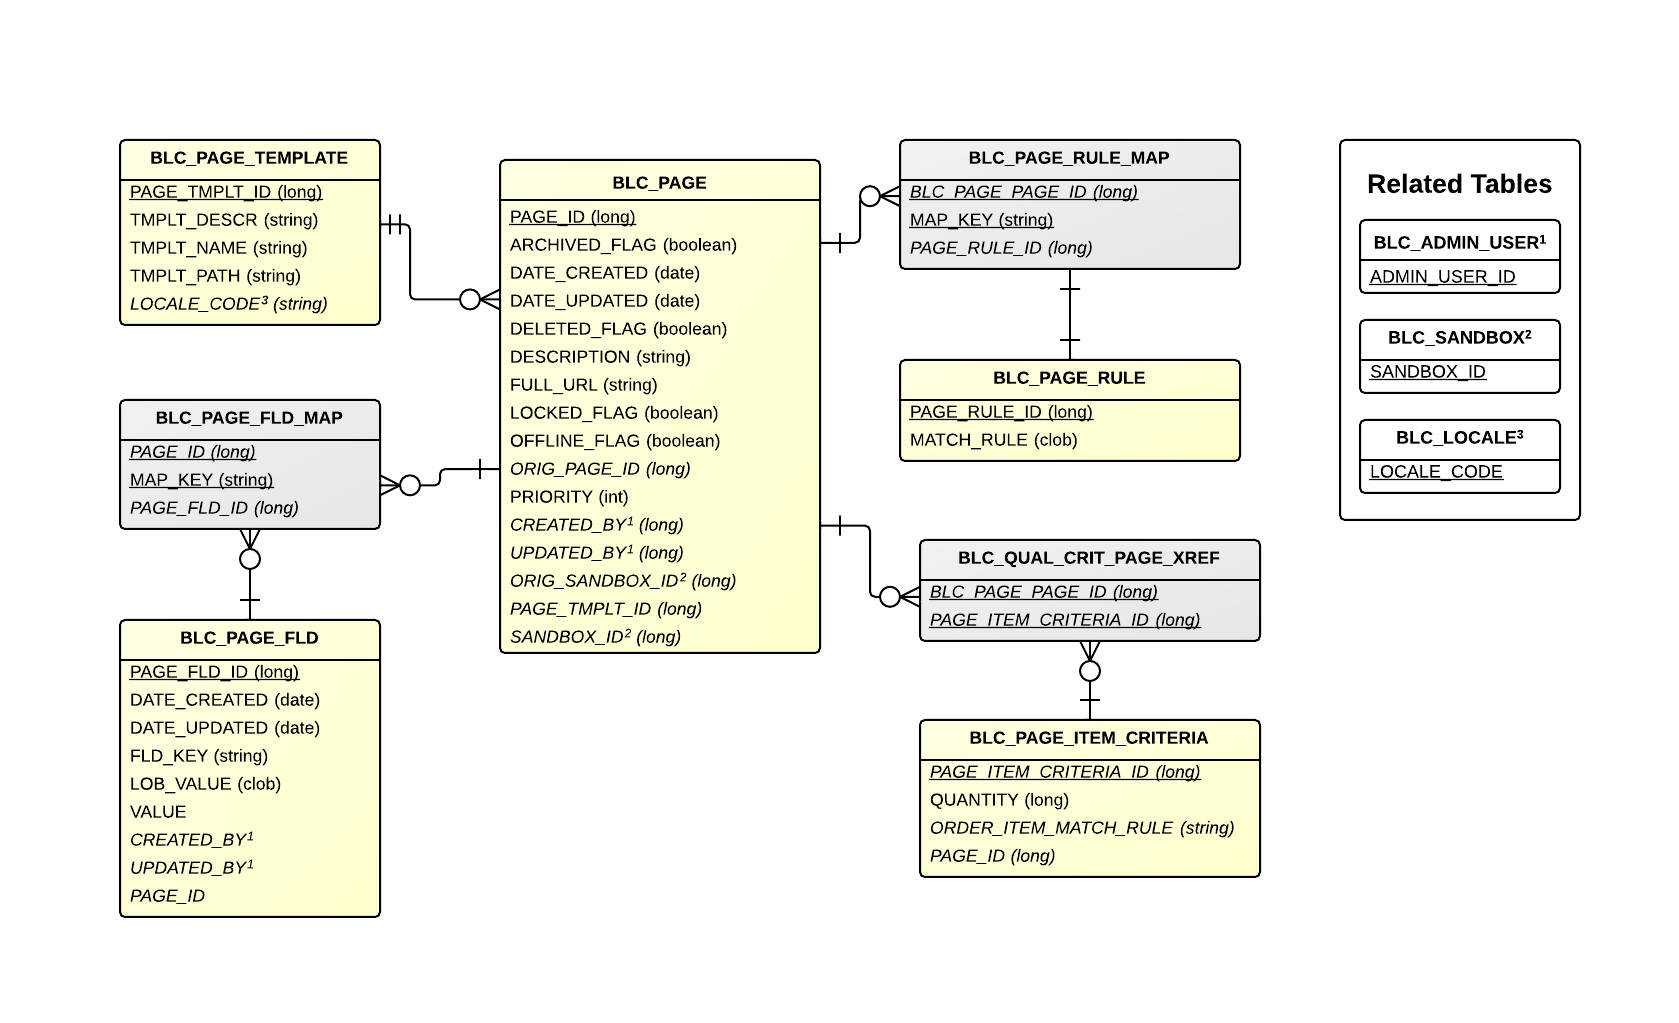 BLC_PAGE_TEMPLATE
PAGE_TMPLT_ID (long)
TMPLT_DESCR (string)
TMPLT_NAME (string)
TMPLT_PATH (string)
LOCALE_CODE³ (string)
BLC_PAGE_FLD_MAP
PAGE_ID (long)
MAP_KEY (string)
PAGE_FLD_ID (long)
BLC_PAGE_FLD
PAGE_FLD_ID (long)
DATE_CREATED (date)
DATE_UPDATED (date)
FLD_KEY (string)
LOB_VALUE (clob)
VALUE
CREATED_BY¹
UPDATED_BY¹
PAGE_ID
BLC_PAGE
PAGE_ID (long)
ARCHIVED_FLAG (boolean)
DATE_CREATED (date)
DATE_UPDATED (date)
DELETED_FLAG (boolean)
DESCRIPTION (string)
FULL_URL (string)
LOCKED_FLAG (boolean)
OFFLINE_FLAG (boolean)
ORIG_PAGE_ID (long)
PRIORITY (int)
CREATED_BY¹ (long)
UPDATED_BY¹ (long)
ORIG_SANDBOX_ID² (long)
PAGE_TMPLT_ID (long)
SANDBOX_ID² (long)
BLC_PAGE_RULE_MAP
BLC_PAGE_PAGE_ID (long)
MAP_KEY (string)
PAGE_RULE_ID (long)
BLC_PAGE_RULE
PAGE_RULE_ID (long)
MATCH_RULE (clob)
BLC_QUAL_CRIT_PAGE_XREF
BLC_PAGE_PAGE_ID (long)
PAGE_ITEM_CRITERIA_ID (long)
BLC_PAGE_ITEM_CRITERIA
PAGE_ITEM_CRITERIA_ID (long)
QUANTITY (long)
ORDER_ITEM_MATCH_RULE (string)
PAGE_ID (long)
Related Tables
BLC_ADMIN_USER¹
ADMIN_USER_ID
BLC_SANDBOX²
SANDBOX_ID
BLC_LOCALE³
LOCALE_CODE